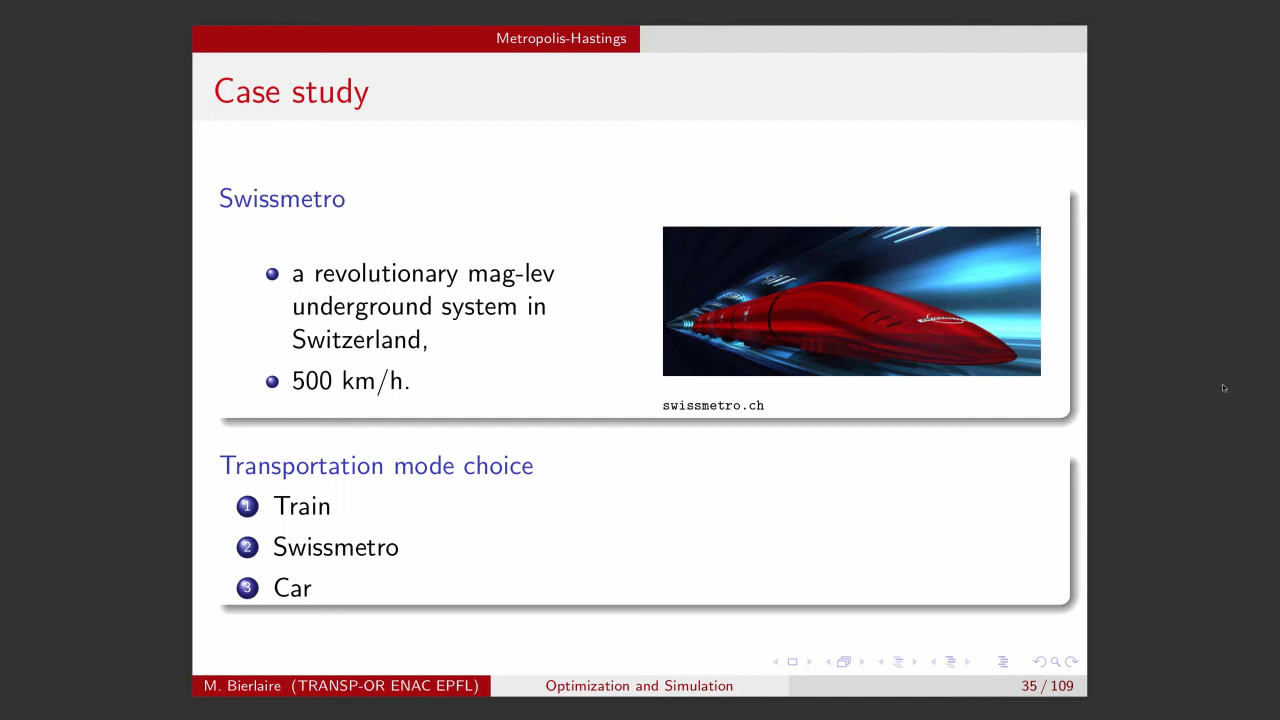 Metropolis-Hastings
Case study
Swissmetro
a revolutionary mag-lev
underground system in
Switzerland,
500 km/h.
swissmetro.ch
Transportation mode choice
1 Train
2 Swissmetro
3 Car
M. Bierlaire (TRANSP-OR ENAC EPFL) Optimization and Simulation 35 / 109